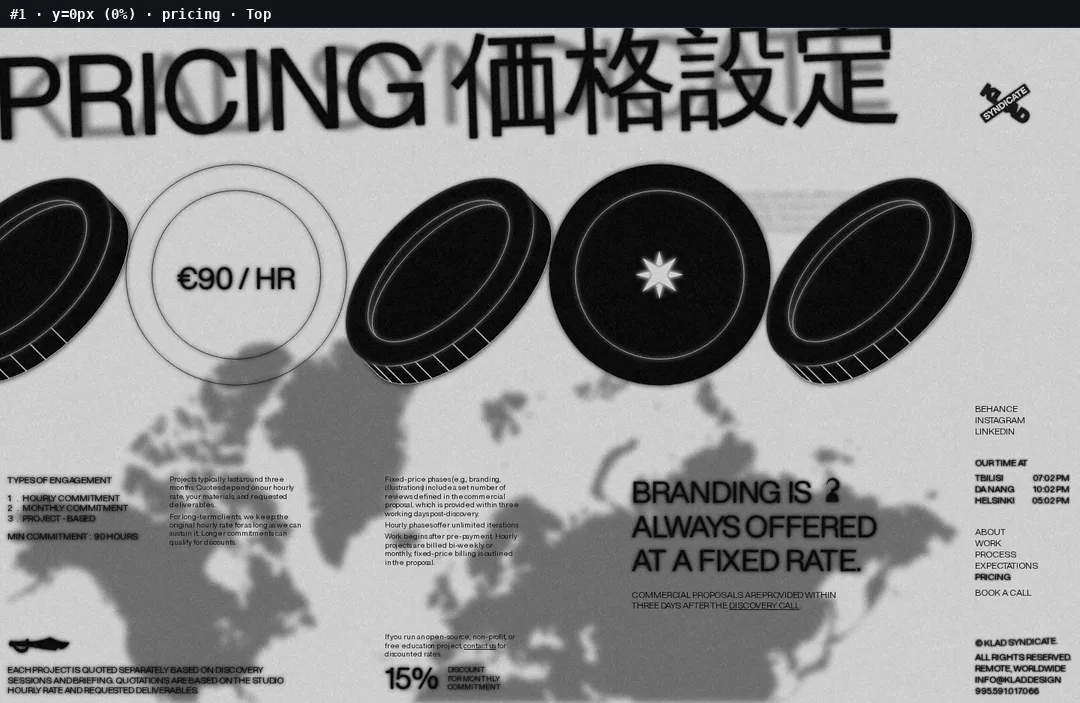 #1 · y=0px (0%) · pricing · Top
PRICING 価格設定
KLAD SYNDICATE
€90 / HR
BEHANCE
INSTAGRAM
LINKEDIN
OUR TIME AT
TBILISI 07:02 PM
DA NANG 10:02 PM
HELSINKI 05:02 PM
ABOUT
WORK
PROCESS
EXPECTATIONS
PRICING
BOOK A CALL
TYPES OF ENGAGEMENT
1 . HOURLY COMMITMENT
2 . MONTHLY COMMITMENT
3 . PROJECT-BASED
MIN COMMITMENT : 90 HOURS
Projects typically last around three
months. Quotes depend on our hourly
rate, your materials, and requested
deliverables.
For long-term clients, we keep the
original hourly rate for as long as we can
sustain it. Longer commitments can
qualify for discounts.
Fixed-price phases (e.g., branding,
illustration) include a set number of
reviews defined in the commercial
proposal, which is provided within three
working days post-discovery.
Hourly phases offer unlimited iterations
Work begins after pre-payment. Hourly
projects are billed bi-weekly or
monthly, fixed-price billing is outlined
in the proposal.
BRANDING IS
ALWAYS OFFERED
AT A FIXED RATE.
COMMERCIAL PROPOSALS ARE PROVIDED WITHIN
THREE DAYS AFTER THE DISCOVERY CALL.
EACH PROJECT IS QUOTED SEPARATELY BASED ON DISCOVERY
SESSIONS AND BRIEFING. QUOTATIONS ARE BASED ON THE STUDIO
HOURLY RATE AND REQUESTED DELIVERABLES.
If you run an open-source, non-profit, or
free education project, contact us for
discounted rates.
15% DISCOUNT
FOR MONTHLY
COMMITMENT
© KLAD SYNDICATE.
ALL RIGHTS RESERVED.
REMOTE, WORLDWIDE
INFO@KLAD.DESIGN
995.591017066